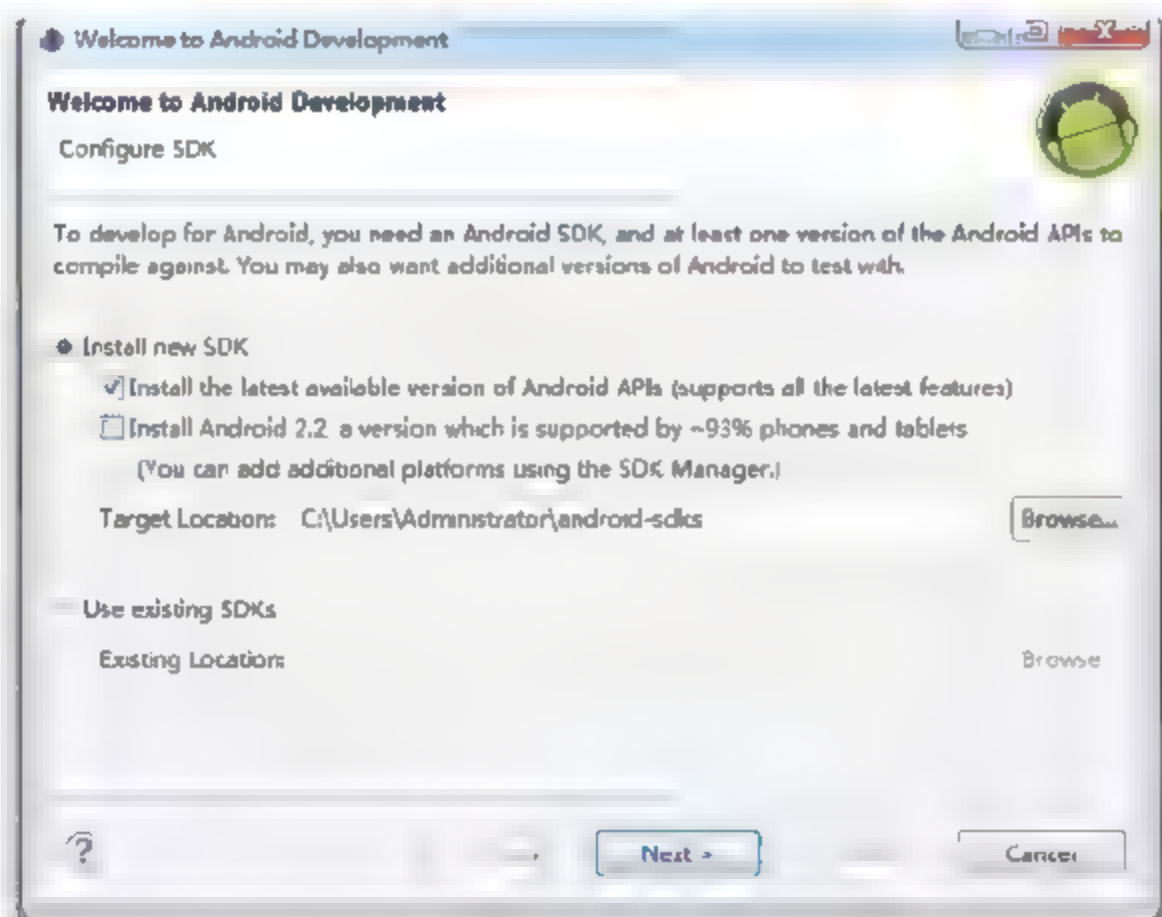 Welcome to Android Development
Welcome to Android Development
Configure SDK
To develop for Android, you need an Android SDK, and at least one version of the Android APIs to
compile against. You may also want additional versions of Android to test with.
Install new SDK
Install the latest available version of Android APIs (supports all the latest features)
Install Android 2.2 a version which is supported by ~93% phones and tablets
(You can add additional platforms using the SDK Manager.)
Target Location: C:\Users\Administrator\android-sdks Browse...
Use existing SDKs
Existing Location: Browse
? Next > Cancel